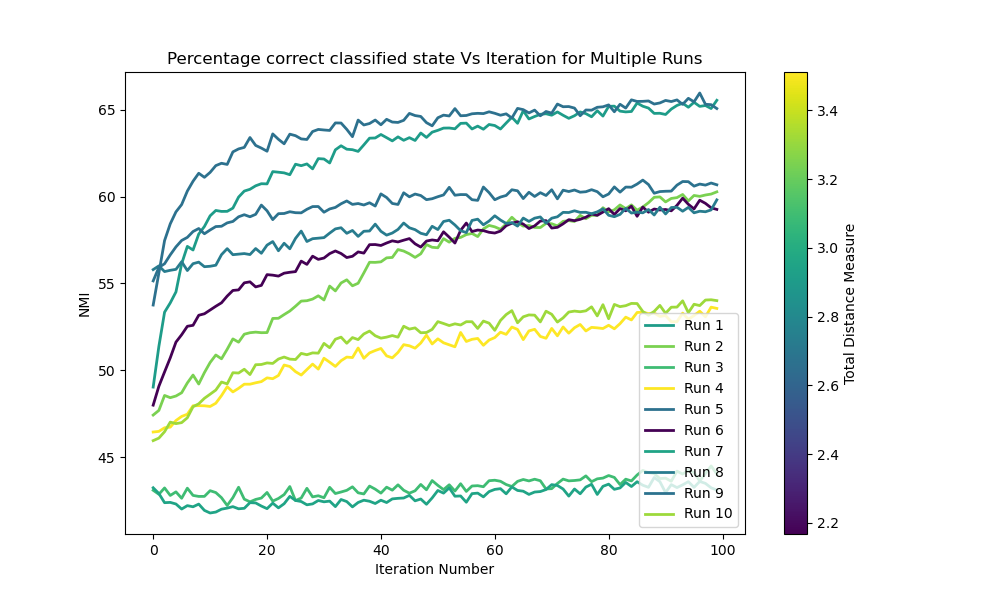 Percentage correct classified state Vs Iteration for Multiple Runs
NMI
65
60
55
50
45
0
20
40
60
80
100
Iteration Number
Run 1
Run 2
Run 3
Run 4
Run 5
Run 6
Run 7
Run 8
Run 9
Run 10
3.4
3.2
3.0
2.8
2.6
2.4
2.2
Total Distance Measure